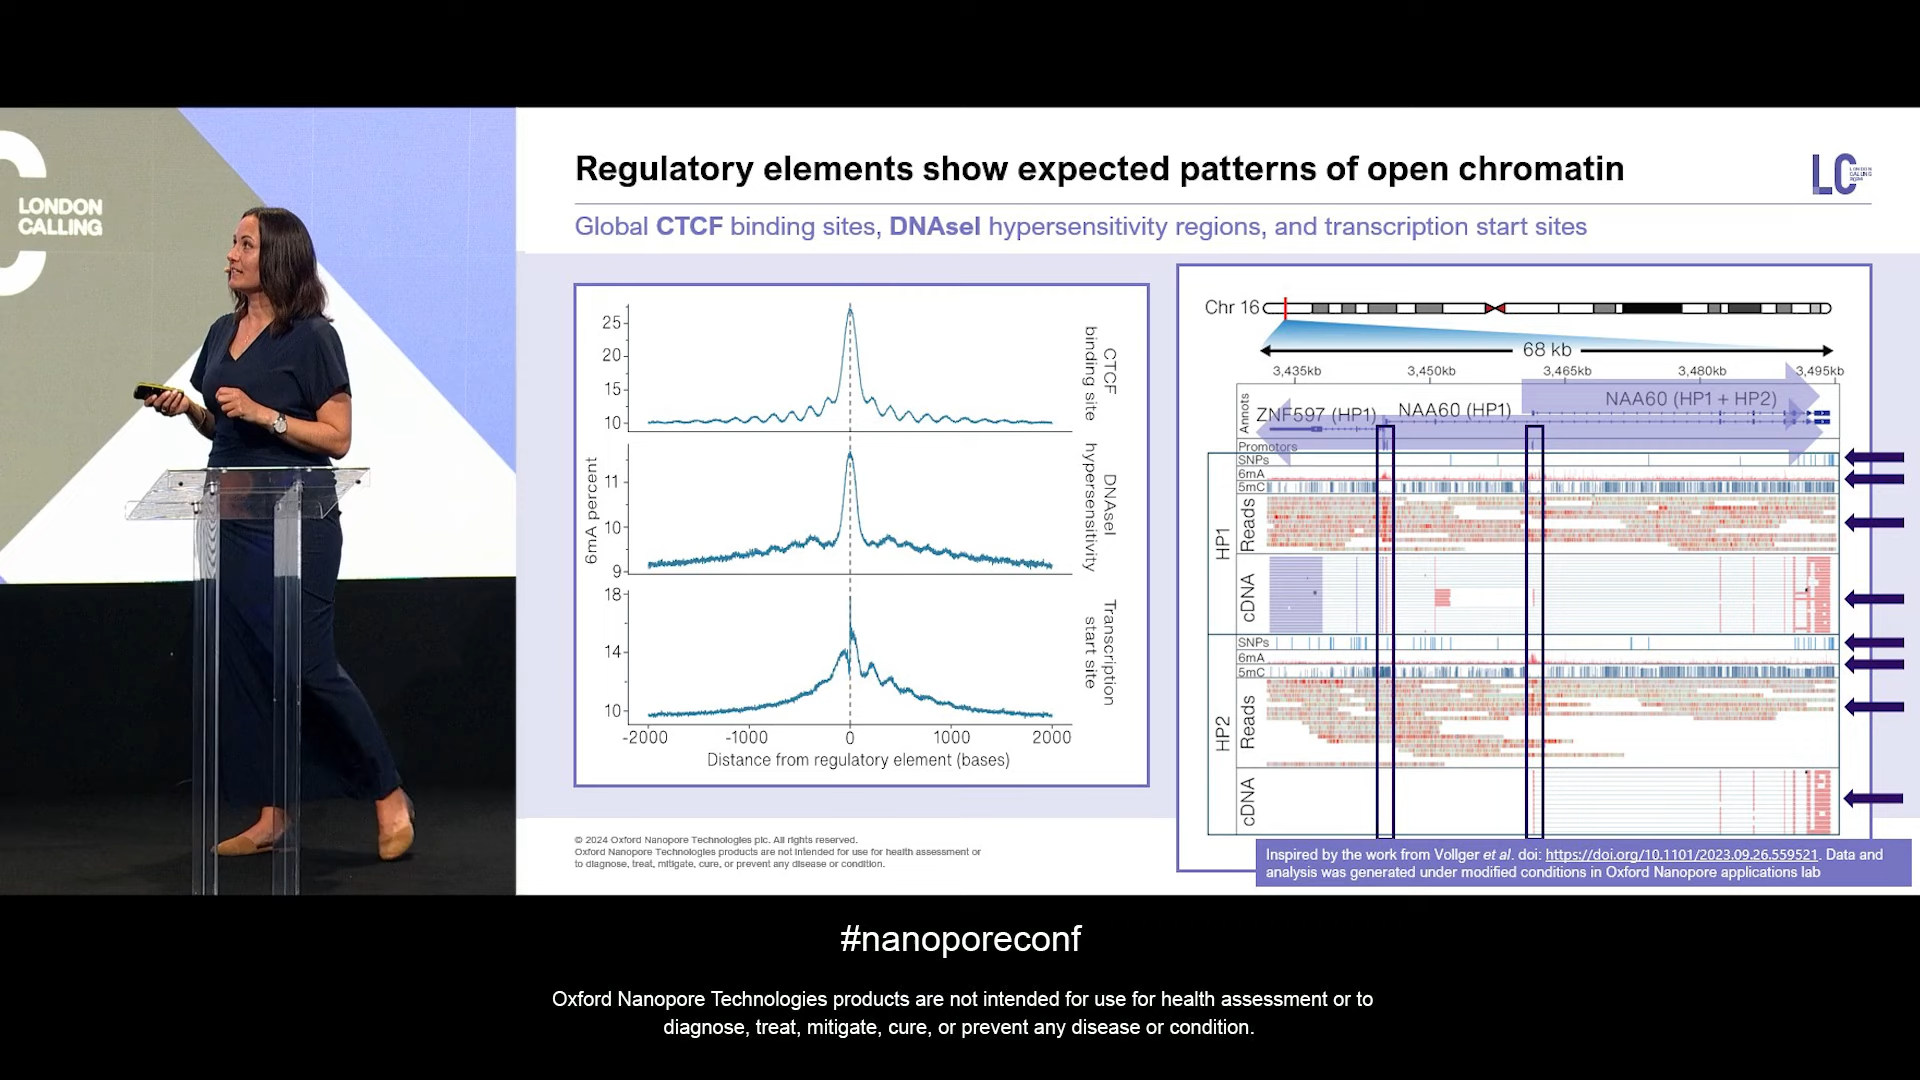 LONDON
CALLING
Regulatory elements show expected patterns of open chromatin
LC
Global CTCF binding sites, DNAseI hypersensitivity regions, and transcription start sites
25
20
15
10
CTCF
binding site
11
10
9
DNAseI
hypersensitivity
18
14
10
Transcription
start site
6mA percent
-2000
-1000
0
1000
2000
Distance from regulatory element (bases)
Chr 16
68 kb
3,435kb
3,450kb
3,465kb
3,480kb
3,495kb
Annots
ZNF597 (HP1)
NAA60 (HP1)
NAA60 (HP1 + HP2)
Promotors
HP1
SNPs
6mA
5mC
Reads
cDNA
HP2
SNPs
6mA
5mC
Reads
cDNA
© 2024 Oxford Nanopore Technologies plc. All rights reserved.
Oxford Nanopore Technologies products are not intended for use for health assessment or
to diagnose, treat, mitigate, cure, or prevent any disease or condition.
Inspired by the work from Vollger et al. doi: https://doi.org/10.1101/2023.09.26.559521. Data and
analysis was generated under modified conditions in Oxford Nanopore applications lab
#nanoporeconf
Oxford Nanopore Technologies products are not intended for use for health assessment or to
diagnose, treat, mitigate, cure, or prevent any disease or condition.